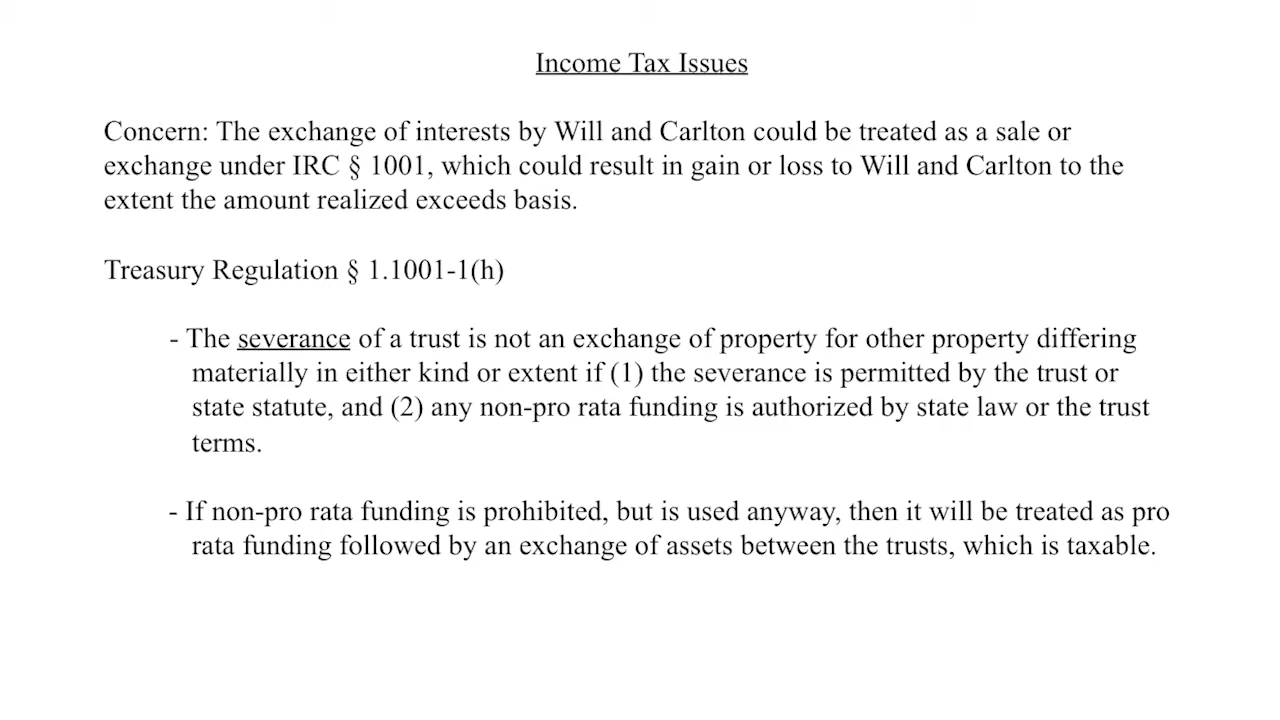 Income Tax Issues
Concern: The exchange of interests by Will and Carlton could be treated as a sale or
exchange under IRC § 1001, which could result in gain or loss to Will and Carlton to the
extent the amount realized exceeds basis.
Treasury Regulation § 1.1001-1(h)
- The severance of a trust is not an exchange of property for other property differing
materially in either kind or extent if (1) the severance is permitted by the trust or
state statute, and (2) any non-pro rata funding is authorized by state law or the trust
terms.
- If non-pro rata funding is prohibited, but is used anyway, then it will be treated as pro
rata funding followed by an exchange of assets between the trusts, which is taxable.